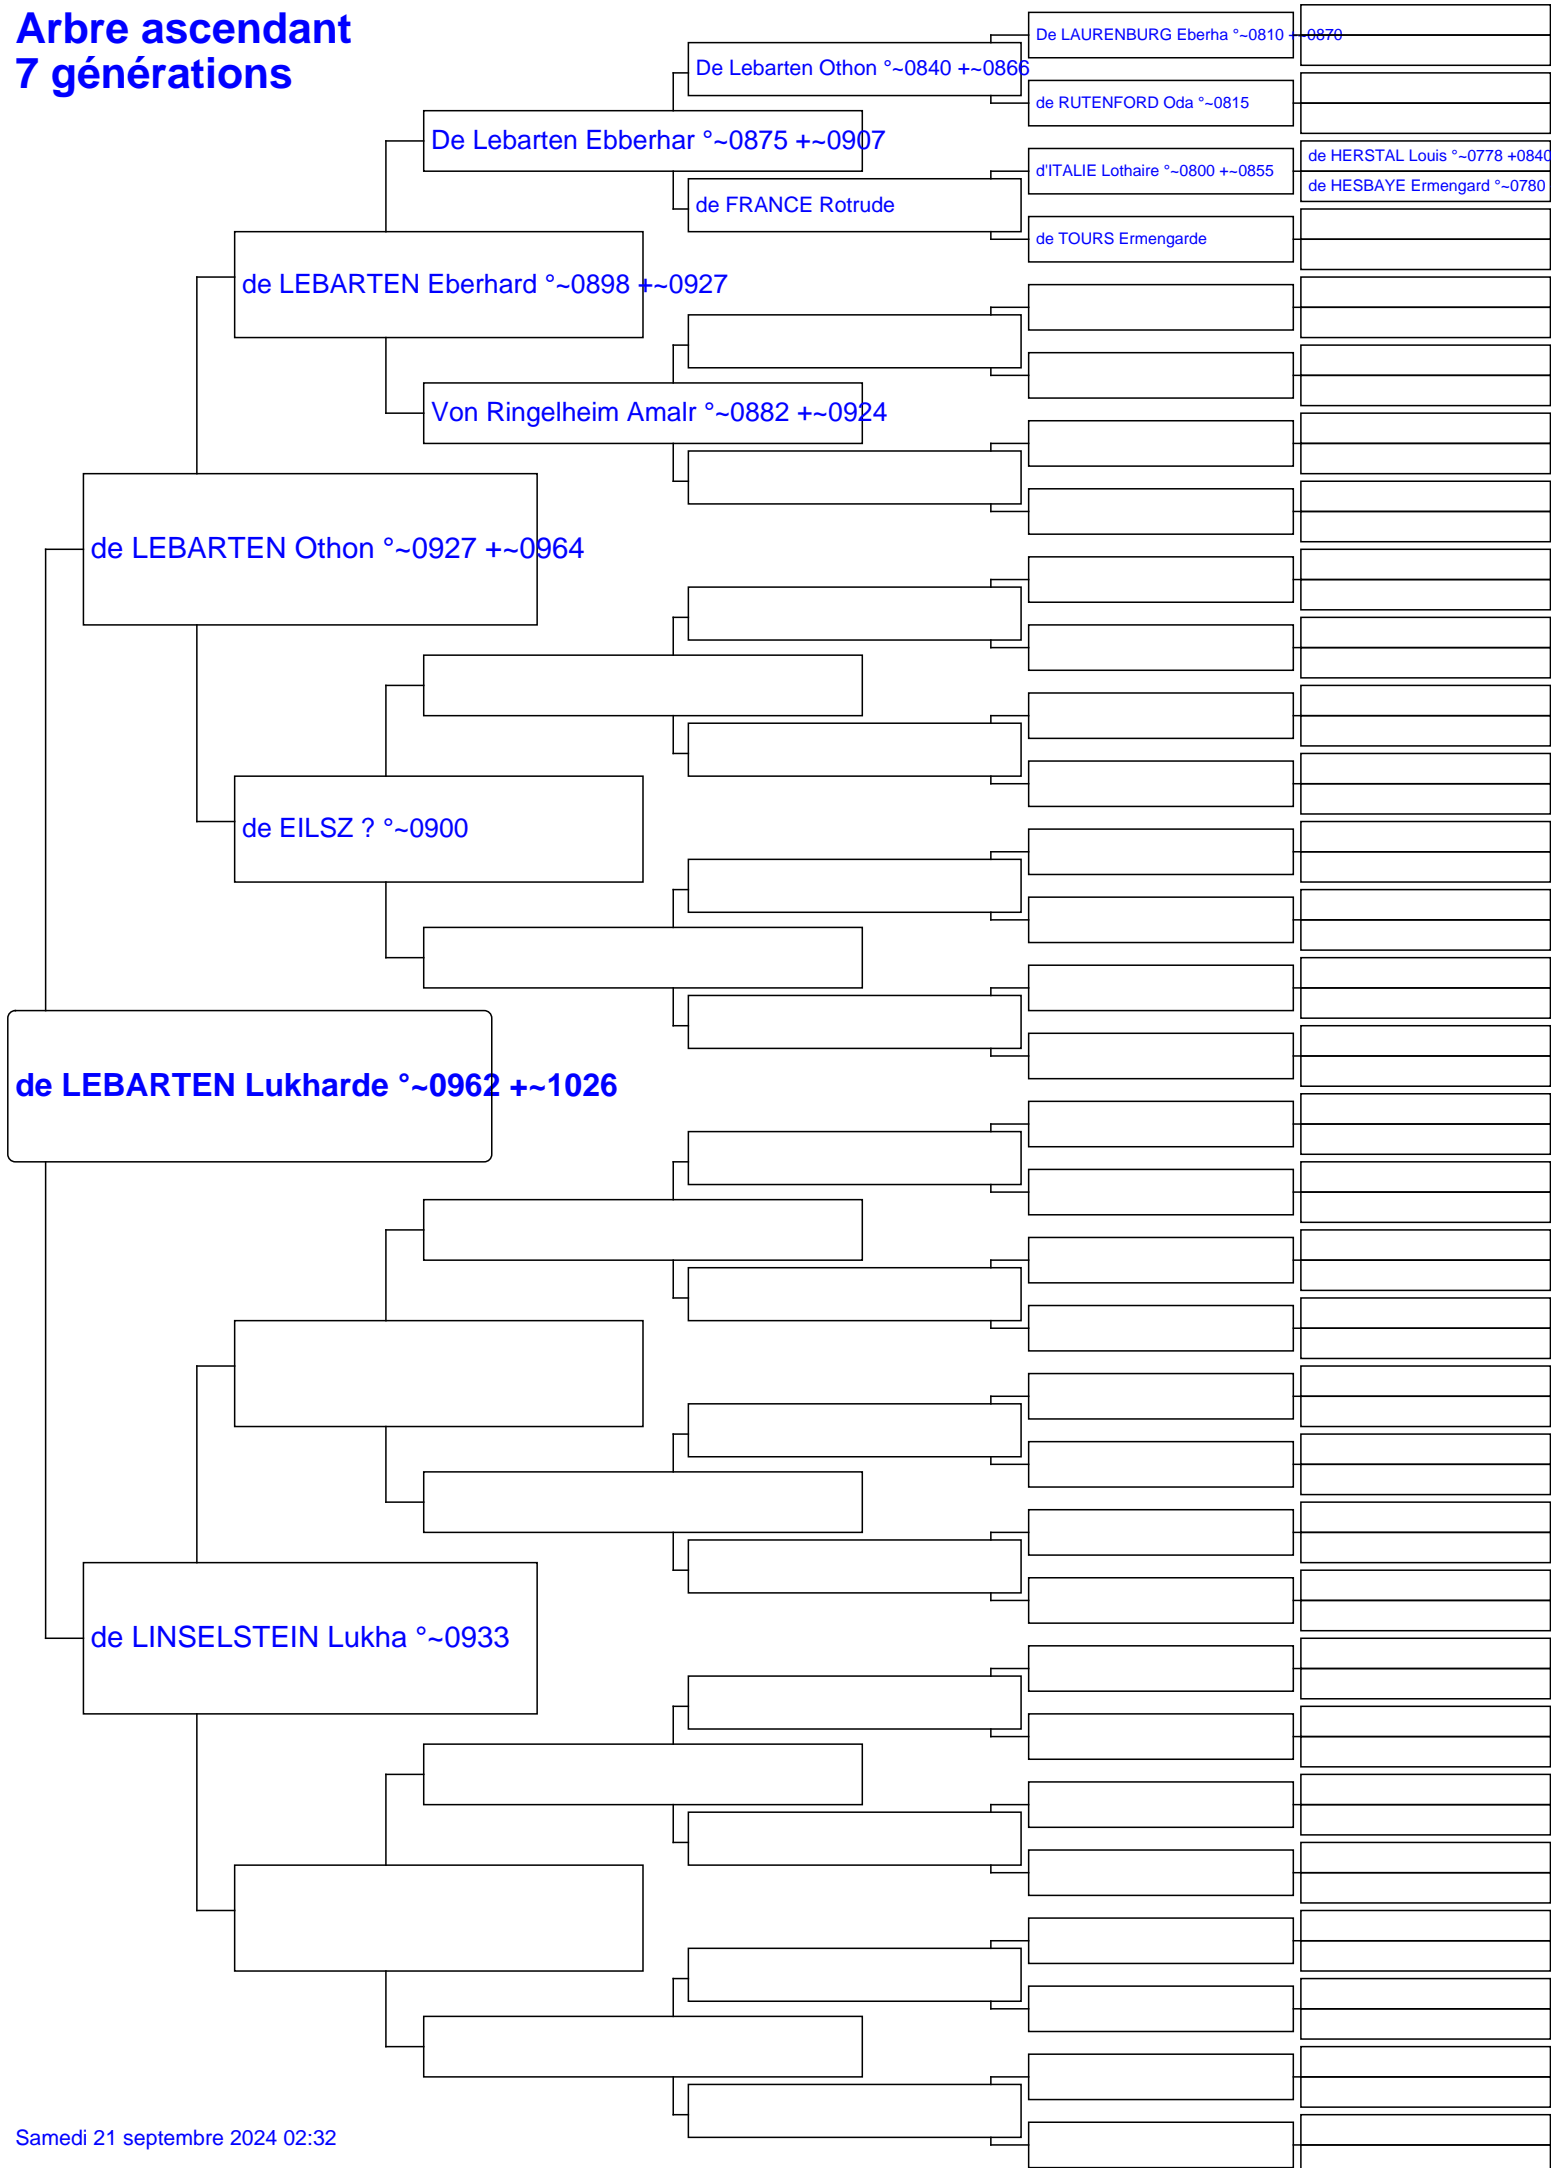 Arbre ascendant
7 générations
De LAURENBURG Eberha °~0810 +~0870
De Lebarten Othon °~0840 +~0866
de RUTENFORD Oda °~0815
De Lebarten Ebberhar °~0875 +~0907
de HERSTAL Louis °~0778 +0840
d'ITALIE Lothaire °~0800 +~0855
de HESBAYE Ermengard °~0780
de FRANCE Rotrude
de TOURS Ermengarde
de LEBARTEN Eberhard °~0898 +~0927
Von Ringelheim Amalr °~0882 +~0924
de LEBARTEN Othon °~0927 +~0964
de EILSZ ? °~0900
de LEBARTEN Lukharde °~0962 +~1026
de LINSELSTEIN Lukha °~0933
Samedi 21 septembre 2024 02:32